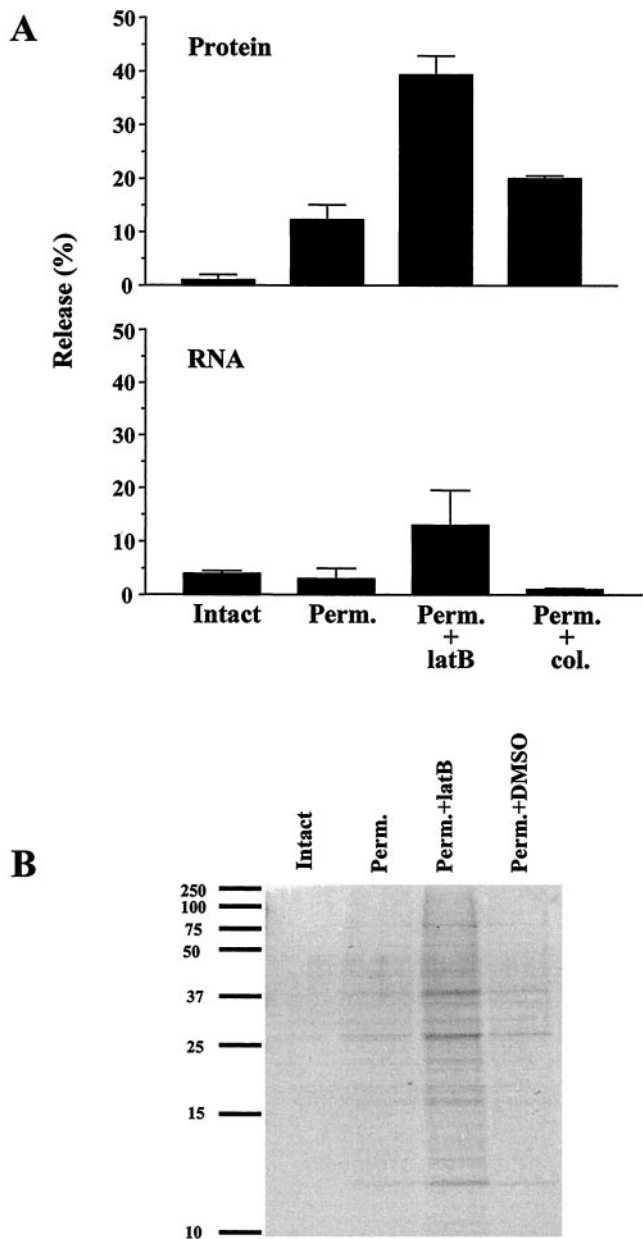 A
Protein
50
40
30
20
10
0
Release (%)
RNA
50
40
30
20
10
0
Intact
Perm.
Perm.
+
latB
Perm.
+
col.
B
Intact
Perm.
Perm.+latB
Perm.+DMSO
250
100
75
50
37
25
15
10